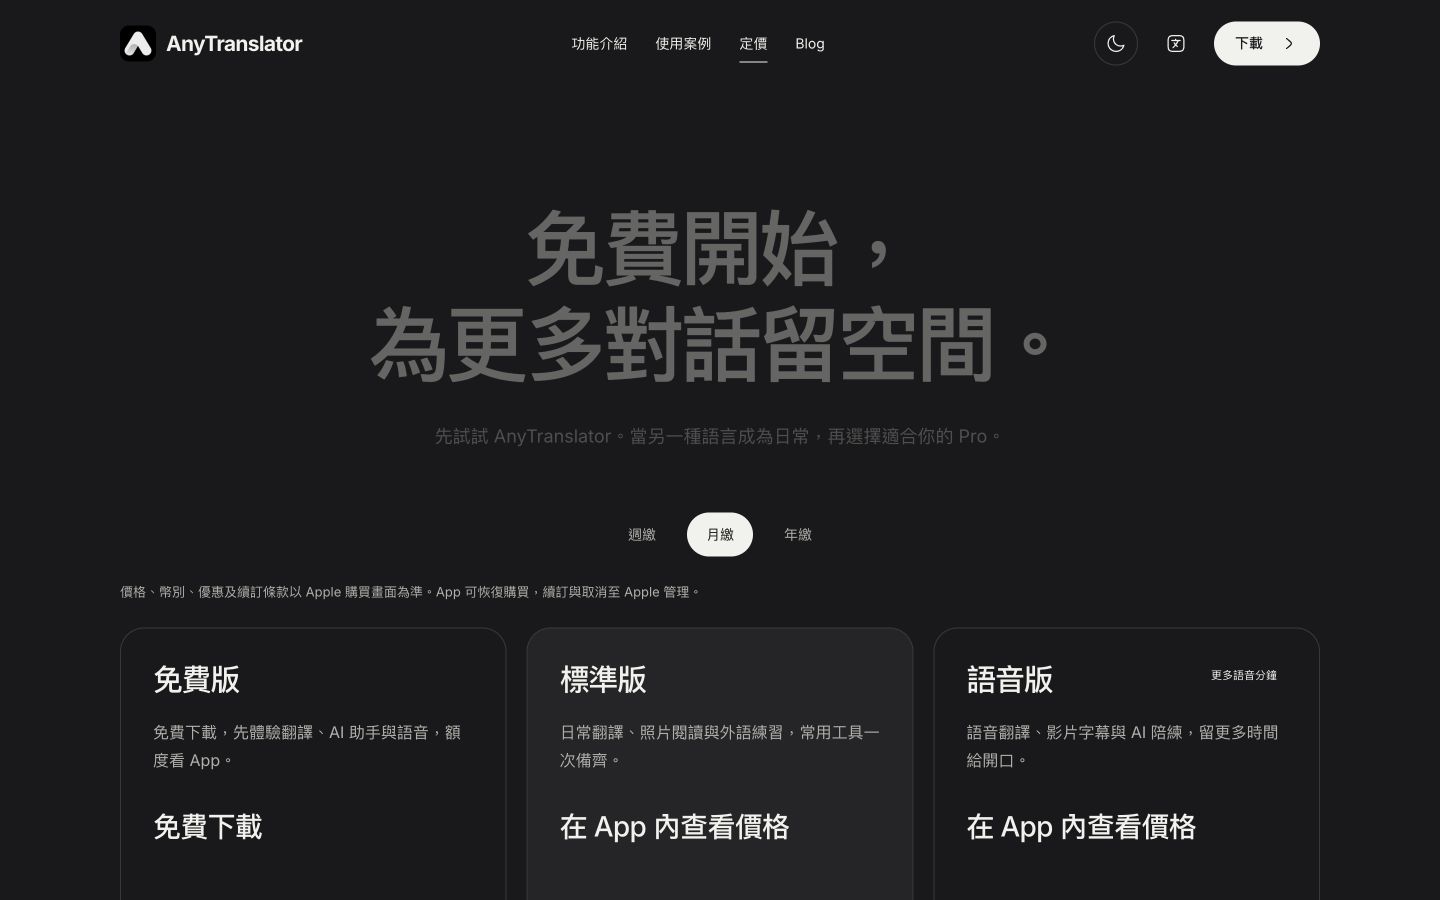 AnyTranslator
功能介紹
使用案例
定價
Blog
下載
免費開始，
為更多對話留空間。
先試試 AnyTranslator。當另一種語言成為日常，再選擇適合你的 Pro。
週繳
月繳
年繳
價格、幣別、優惠及續訂條款以 Apple 購買畫面為準。App 可恢復購買，續訂與取消至 Apple 管理。
免費版
免費下載，先體驗翻譯、AI 助手與語音，額
度看 App。
免費下載
標準版
日常翻譯、照片閱讀與外語練習，常用工具一
次備齊。
在 App 內查看價格
語音版
更多語音分鐘
語音翻譯、影片字幕與 AI 陪練，留更多時間
給開口。
在 App 內查看價格